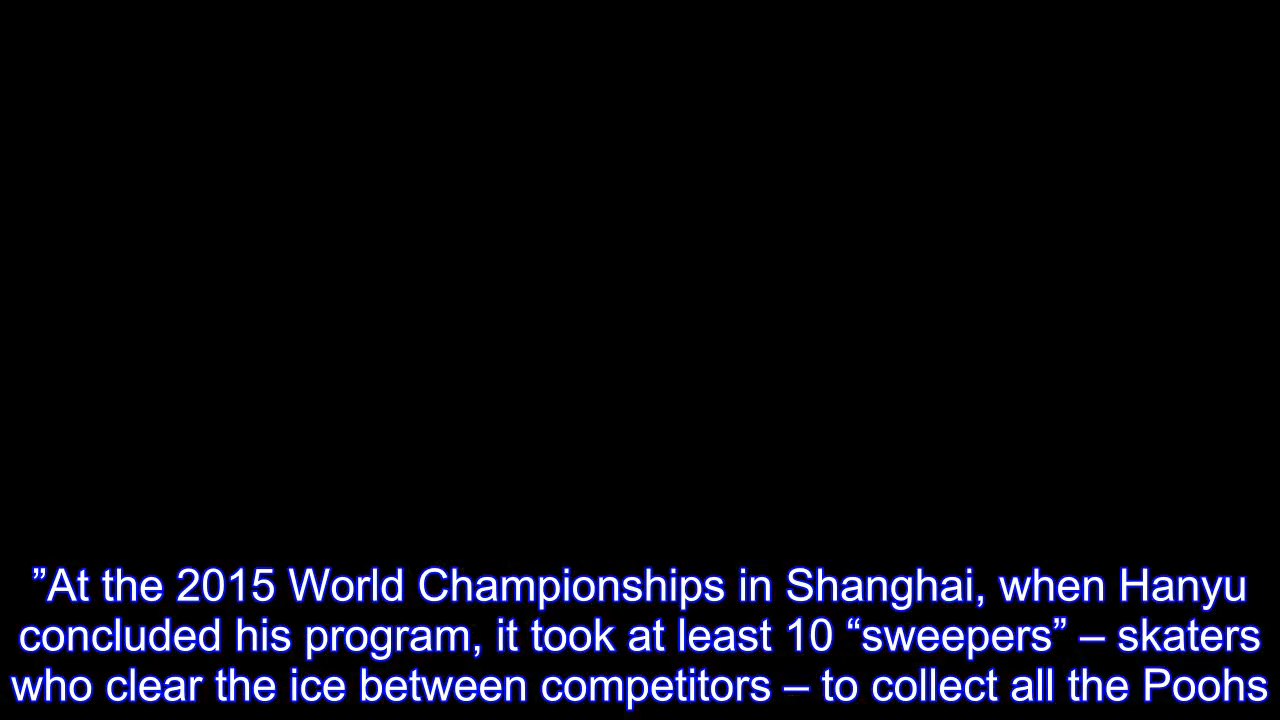 ”At the 2015 World Championships in Shanghai, when Hanyu
concluded his program, it took at least 10 “sweepers” – skaters
who clear the ice between competitors – to collect all the Poohs